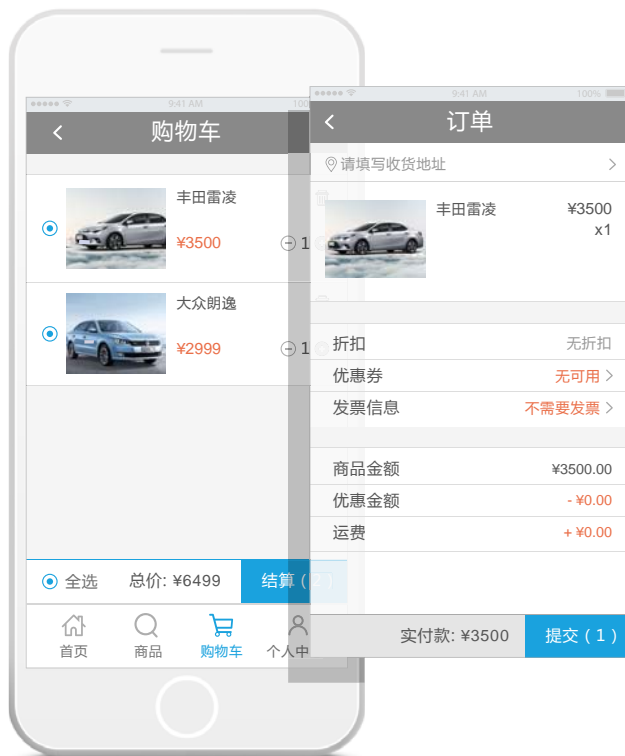 9:41 AM
购物车
丰田雷凌
¥3500
1
大众朗逸
¥2999
1
全选
总价: ¥6499
结算 ( 2 )
首页
商品
购物车
个人中
9:41 AM
100%
订单
请填写收货地址
丰田雷凌
¥3500
x1
折扣
无折扣
优惠券
无可用
发票信息
不需要发票
商品金额
¥3500.00
优惠金额
- ¥0.00
运费
+ ¥0.00
实付款: ¥3500
提交 ( 1 )